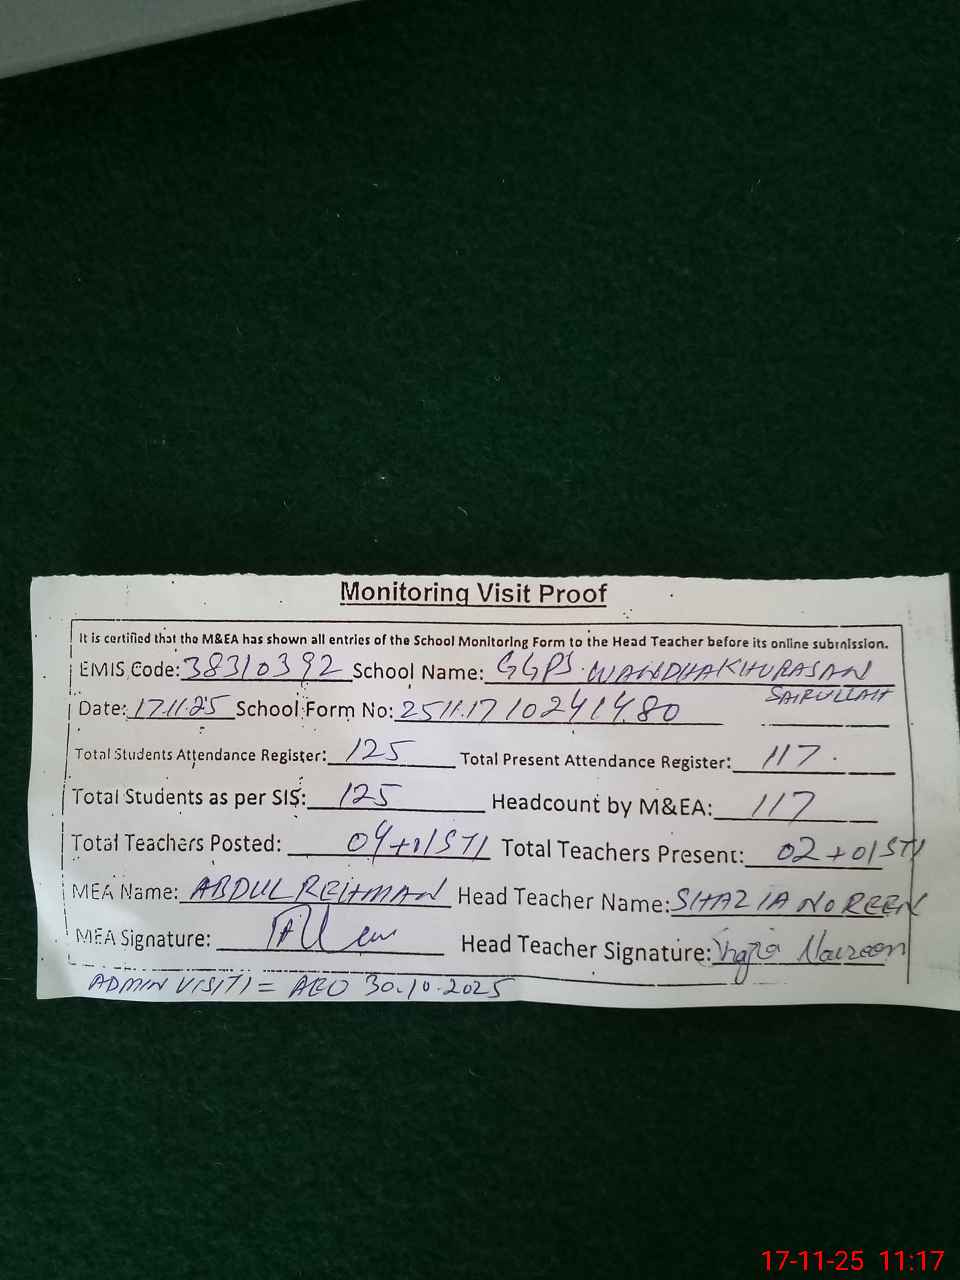 Monitoring Visit Proof
It is certified that the M&EA has shown all entries of the School Monitoring Form to the Head Teacher before its online submission.
EMIS Code: 38310392 School Name: GGPS. WANDHAKHURASAN
SAIRULLAH
Date: 17.11.25 School Form No: 2511.17102414.80
Total Students Attendance Register: 125 Total Present Attendance Register: 117.
Total Students as per SIS: 125 Headcount by M&EA: 117
Total Teachers Posted: 04+01STI Total Teachers Present: 02+01STI
MEA Name: ABDUL REHMAN Head Teacher Name: SHAZIA NOREEN
MEA Signature: Head Teacher Signature:
ADMIN VISIT1 = AEO 30.10.2025
17-11-25 11:17